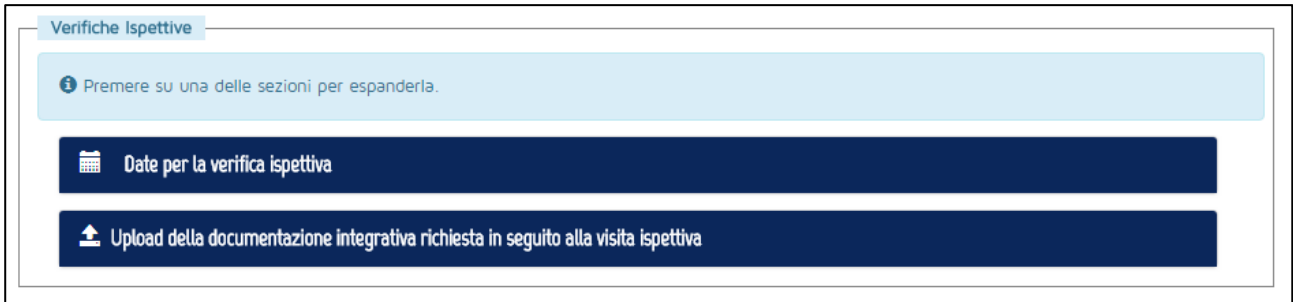 Verifiche Ispettive
Premere su una delle sezioni per espanderla.
Date per la verifica ispettiva
Upload della documentazione integrativa richiesta in seguito alla visita ispettiva